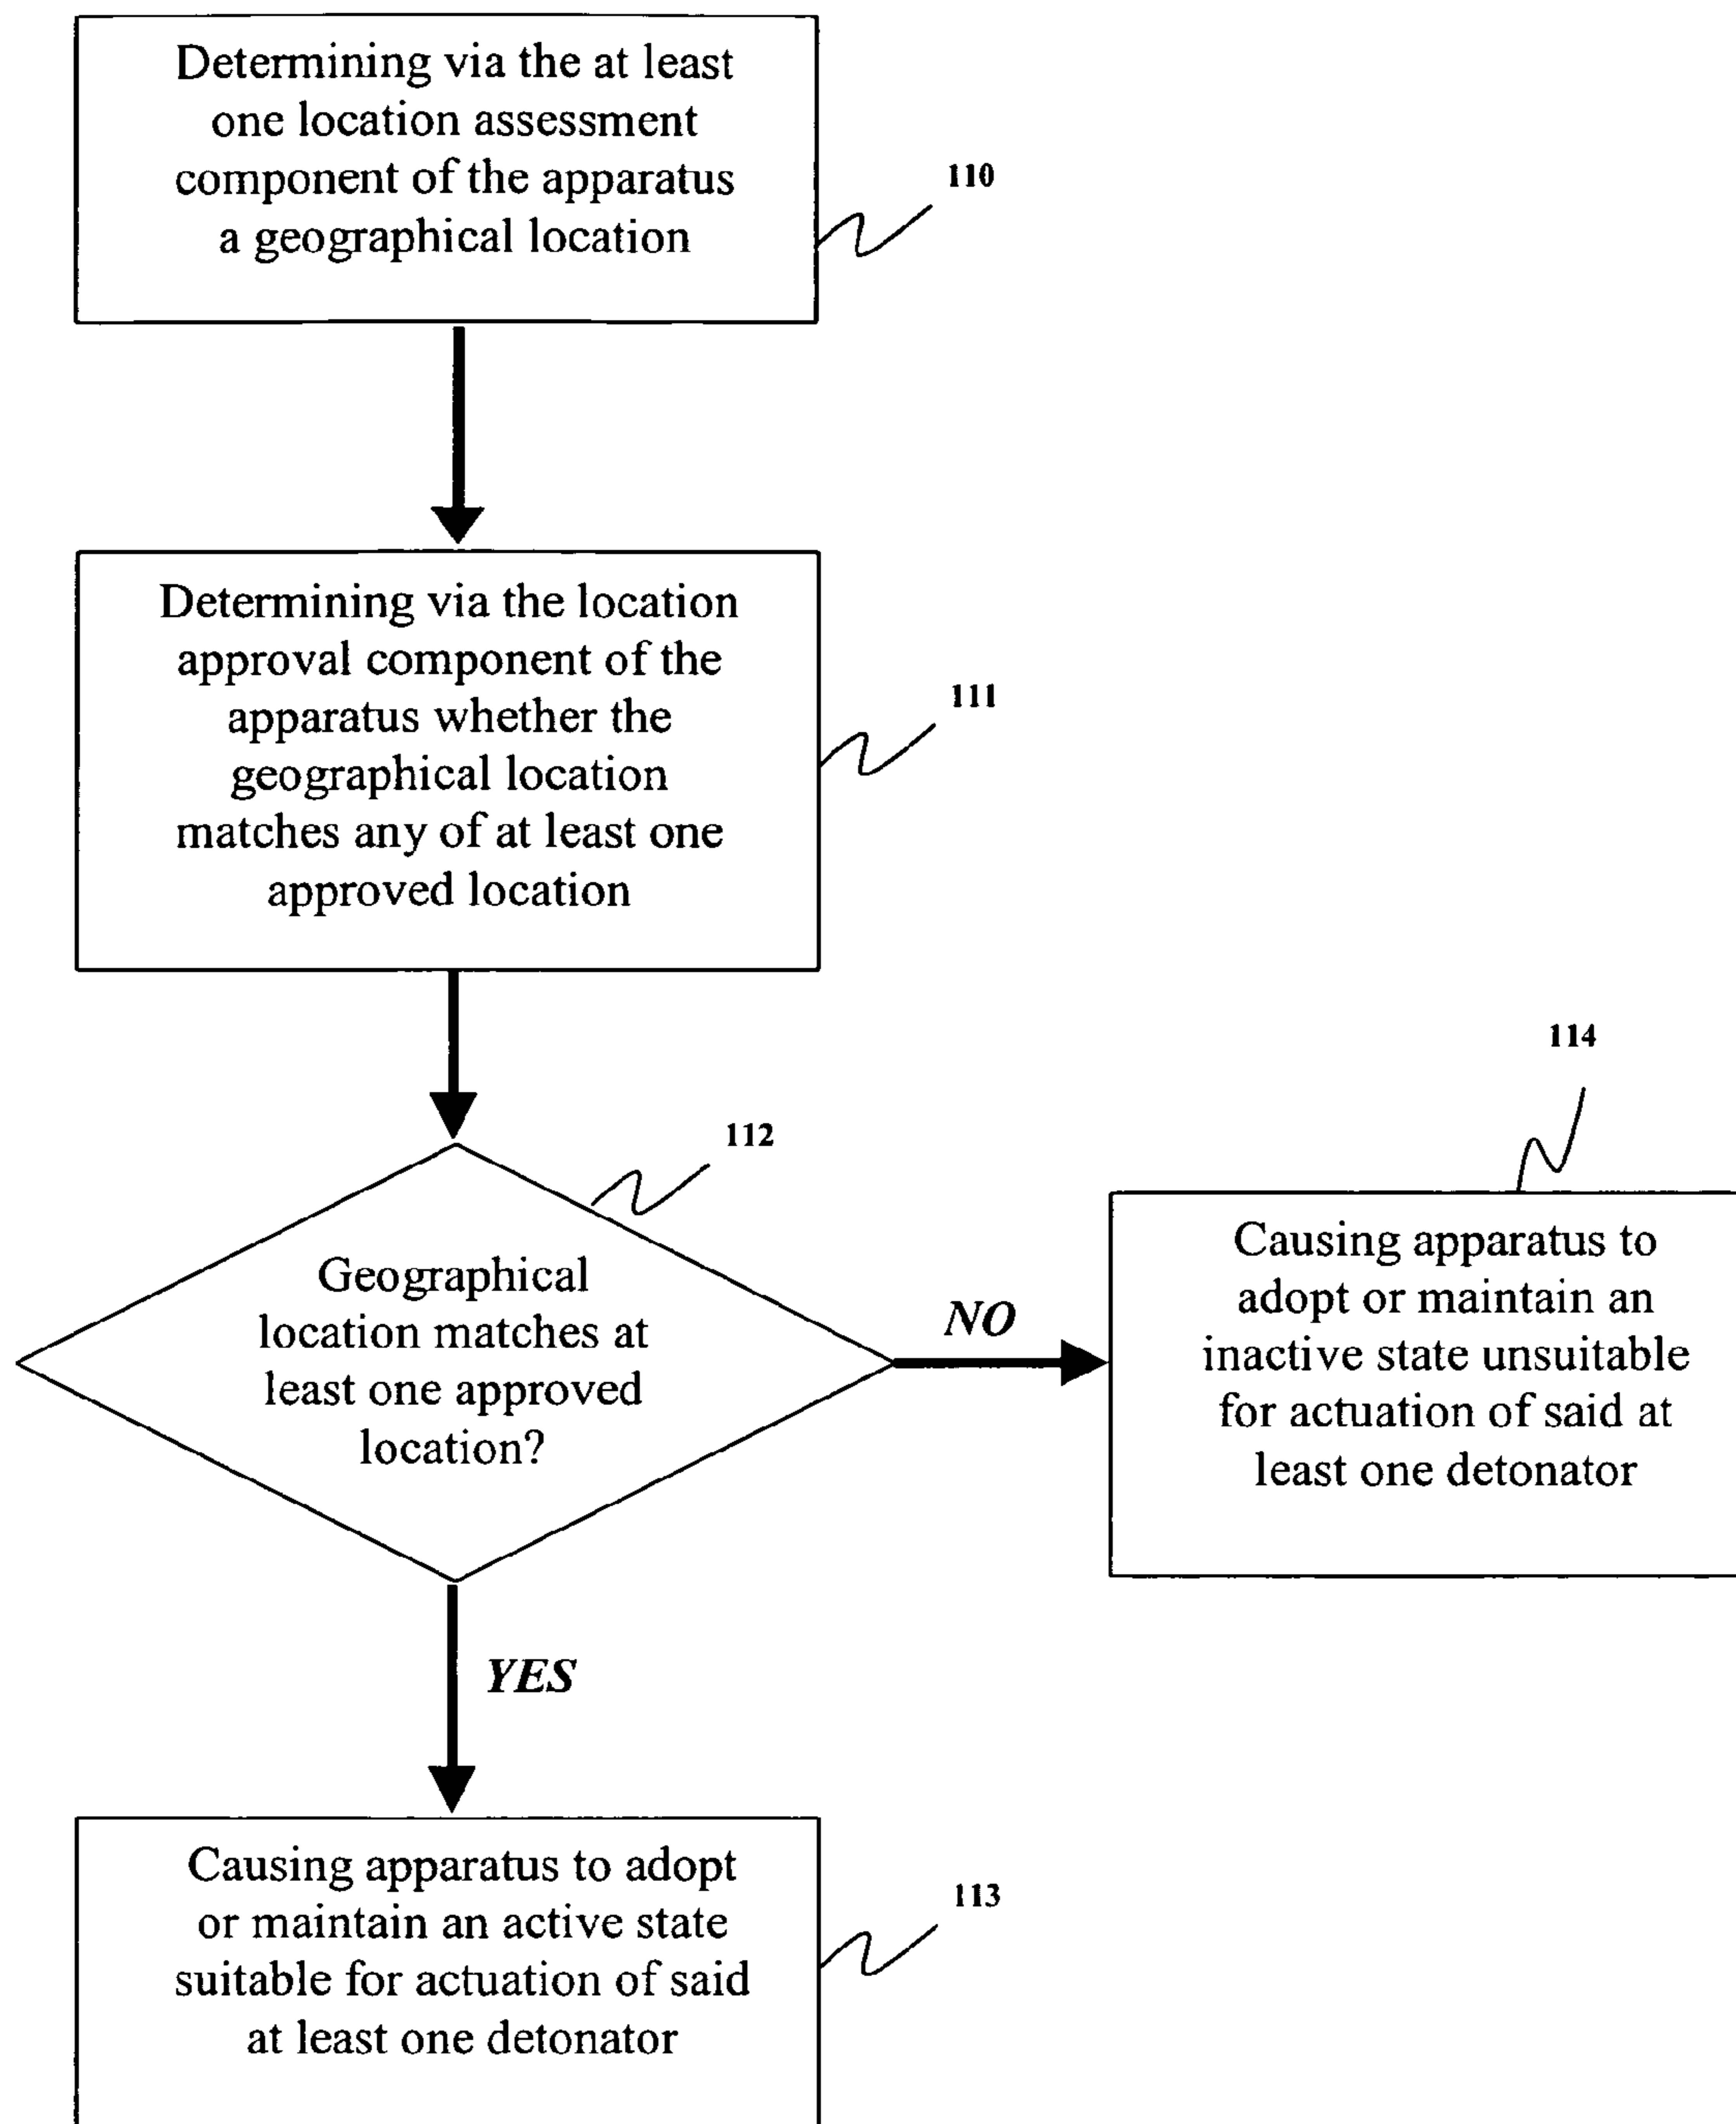 Determining via the at least
one location assessment
component of the apparatus
a geographical location
110
Determining via the location
approval component of the
apparatus whether the
geographical location
matches any of at least one
approved location
111
112
Geographical
location matches at
least one approved
location?
NO
114
Causing apparatus to
adopt or maintain an
inactive state unsuitable
for actuation of said at
least one detonator
YES
Causing apparatus to adopt
or maintain an active state
suitable for actuation of said
at least one detonator
113